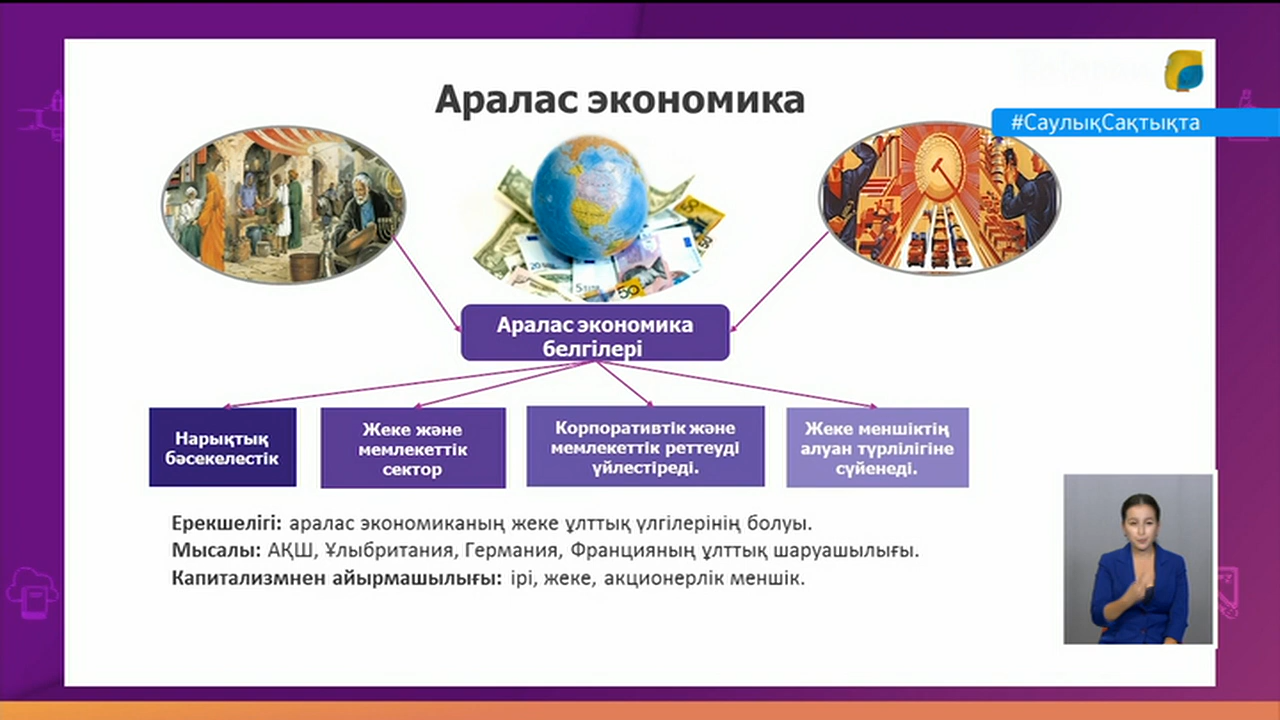 Аралас экономика
#СаулықСақтықта
Аралас экономика
белгілері
Нарықтық
бәсекелестік
Жеке және
мемлекеттік
сектор
Корпоративтік және
мемлекеттік реттеуді
үйлестіреді.
Жеке меншіктің
алуан түрлілігіне
сүйенеді.
Ерекшелігі: аралас экономиканың жеке ұлттық үлгілерінің болуы.
Мысалы: АҚШ, Ұлыбритания, Германия, Францияның ұлттық шаруашылығы.
Капитализмнен айырмашылығы: ірі, жеке, акционерлік меншік.